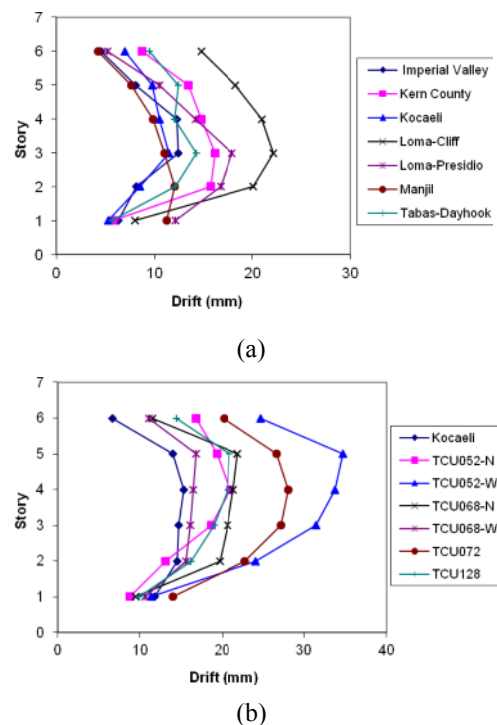 (a)
7
6
5
4
3
2
1
0
Story
0 10 20 30
Drift (mm)
Imperial Valley
Kern County
Kocaeli
Loma-Cliff
Loma-Presidio
Manjil
Tabas-Dayhook
(a)
7
6
5
4
3
2
1
0
Story
0 10 20 30 40
Drift (mm)
Kocaeli
TCU052-N
TCU052-W
TCU068-N
TCU068-W
TCU072
TCU128
(b)